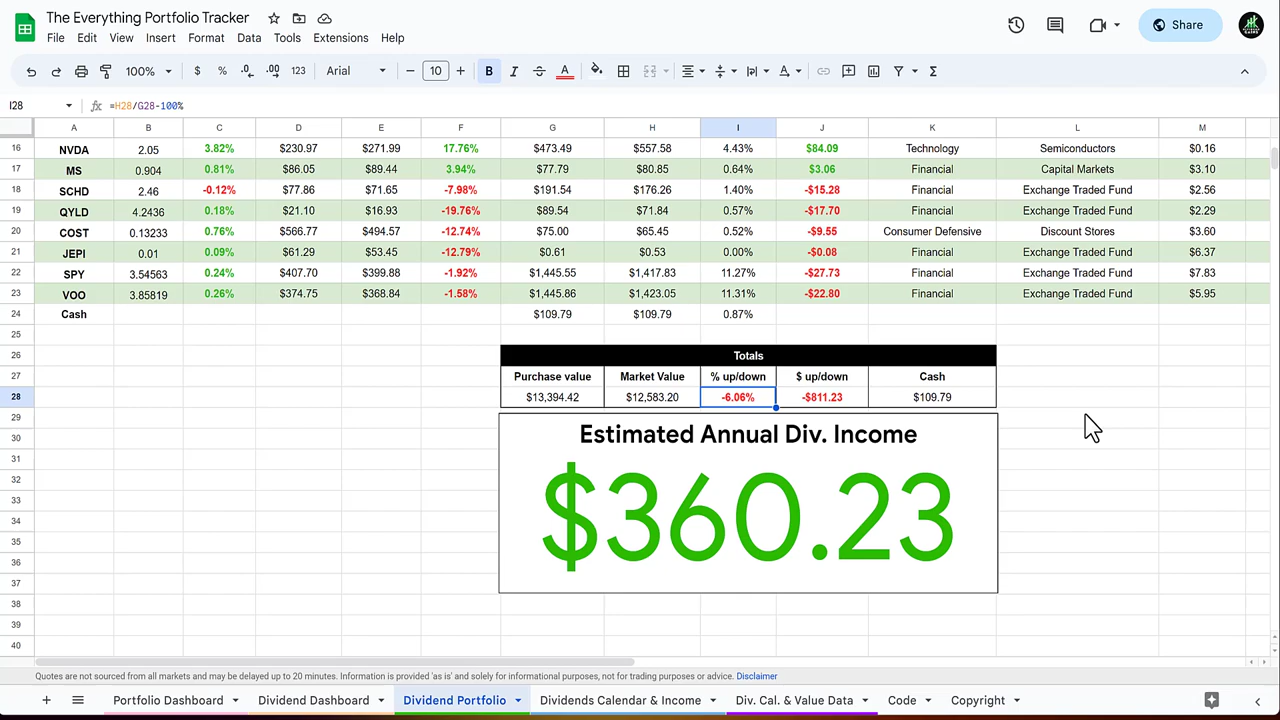 The Everything Portfolio Tracker
File Edit View Insert Format Data Tools Extensions Help
Share
100% $ % .0 .00 123 Arial 10 B I A
I28 =H28/G28-100%
A B C D E F G H I J K L M
16 NVDA 2.05 3.82% $230.97 $271.99 17.76% $473.49 $557.58 4.43% $84.09 Technology Semiconductors $0.16
17 MS 0.904 0.81% $86.05 $89.44 3.94% $77.79 $80.85 0.64% $3.06 Financial Capital Markets $3.10
18 SCHD 2.46 -0.12% $77.86 $71.65 -7.98% $191.54 $176.26 1.40% -$15.28 Financial Exchange Traded Fund $2.56
19 QYLD 4.2436 0.18% $21.10 $16.93 -19.76% $89.54 $71.84 0.57% -$17.70 Financial Exchange Traded Fund $2.29
20 COST 0.13233 0.76% $566.77 $494.57 -12.74% $75.00 $65.45 0.52% -$9.55 Consumer Defensive Discount Stores $3.60
21 JEPI 0.01 0.09% $61.29 $53.45 -12.79% $0.61 $0.53 0.00% -$0.08 Financial Exchange Traded Fund $6.37
22 SPY 3.54563 0.24% $407.70 $399.88 -1.92% $1,445.55 $1,417.83 11.27% -$27.73 Financial Exchange Traded Fund $7.83
23 VOO 3.85819 0.26% $374.75 $368.84 -1.58% $1,445.86 $1,423.05 11.31% -$22.80 Financial Exchange Traded Fund $5.95
24 Cash $109.79 $109.79 0.87%
25
26 Totals
27 Purchase value Market Value % up/down $ up/down Cash
28 $13,394.42 $12,583.20 -6.06% -$811.23 $109.79
29
30 Estimated Annual Div. Income
31
32
33
34 $360.23
35
36
37
38
39
40
Quotes are not sourced from all markets and may be delayed up to 20 minutes. Information is provided 'as is' and solely for informational purposes, not for trading purposes or advice. Disclaimer
Portfolio Dashboard Dividend Dashboard Dividend Portfolio Dividends Calendar & Income Div. Cal. & Value Data Code Copyright